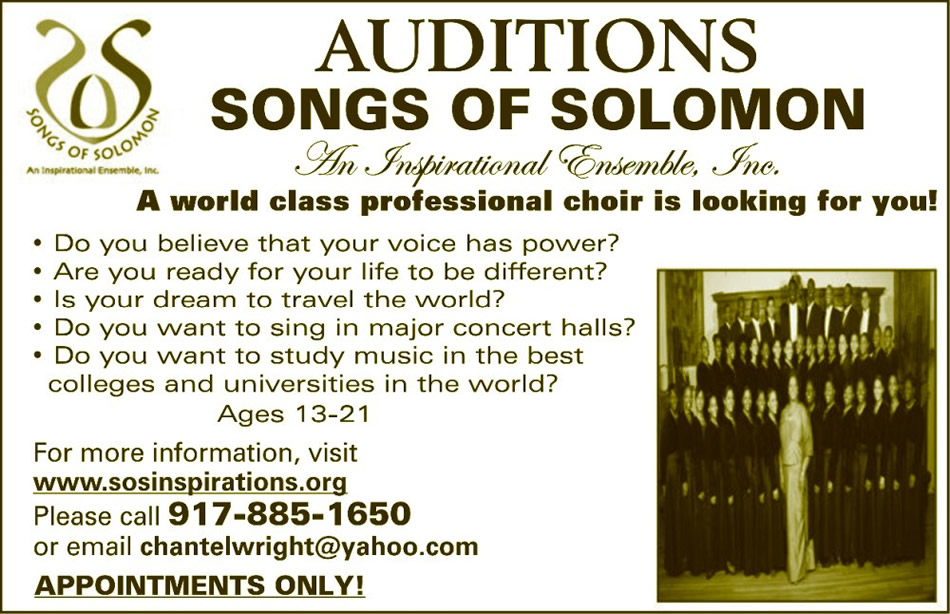 SONGS OF SOLOMON
An Inspirational Ensemble, Inc.
AUDITIONS
SONGS OF SOLOMON
An Inspirational Ensemble, Inc.
A world class professional choir is looking for you!
• Do you believe that your voice has power?
• Are you ready for your life to be different?
• Is your dream to travel the world?
• Do you want to sing in major concert halls?
• Do you want to study music in the best
colleges and universities in the world?
Ages 13-21
For more information, visit
www.sosinspirations.org
Please call 917-885-1650
or email chantelwright@yahoo.com
APPOINTMENTS ONLY!